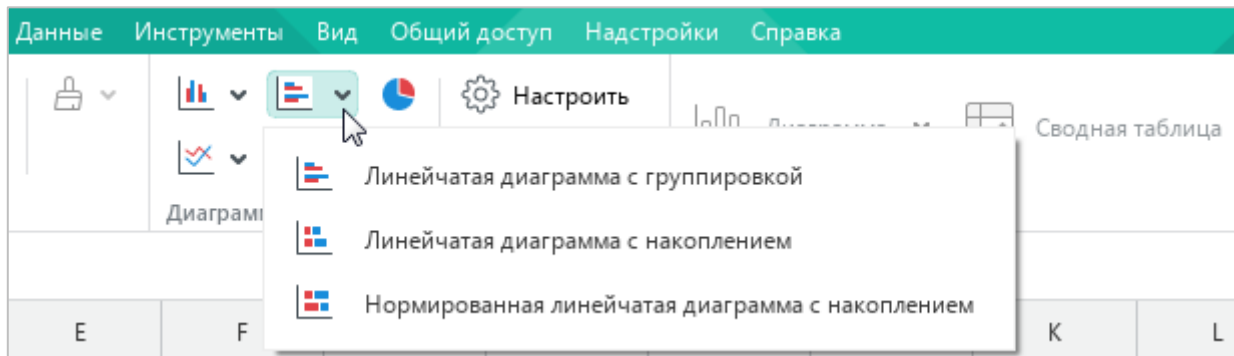 Данные Инструменты Вид Общий доступ Надстройки Справка
Настроить
Сводная таблица
Линейчатая диаграмма с группировкой
Диаграм
Линейчатая диаграмма с накоплением
Нормированная линейчатая диаграмма с накоплением
E F K L